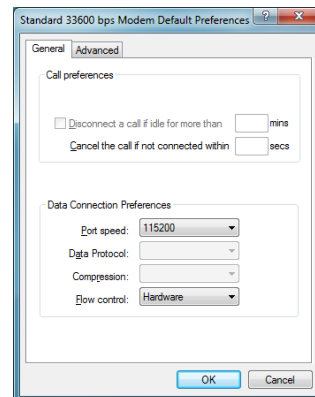 Standard 33600 bps Modem Default Preferences
General Advanced
Call preferences
Disconnect a call if idle for more than mins
Cancel the call if not connected within secs
Data Connection Preferences
Port speed: 115200
Data Protocol:
Compression:
Flow control: Hardware
OK Cancel